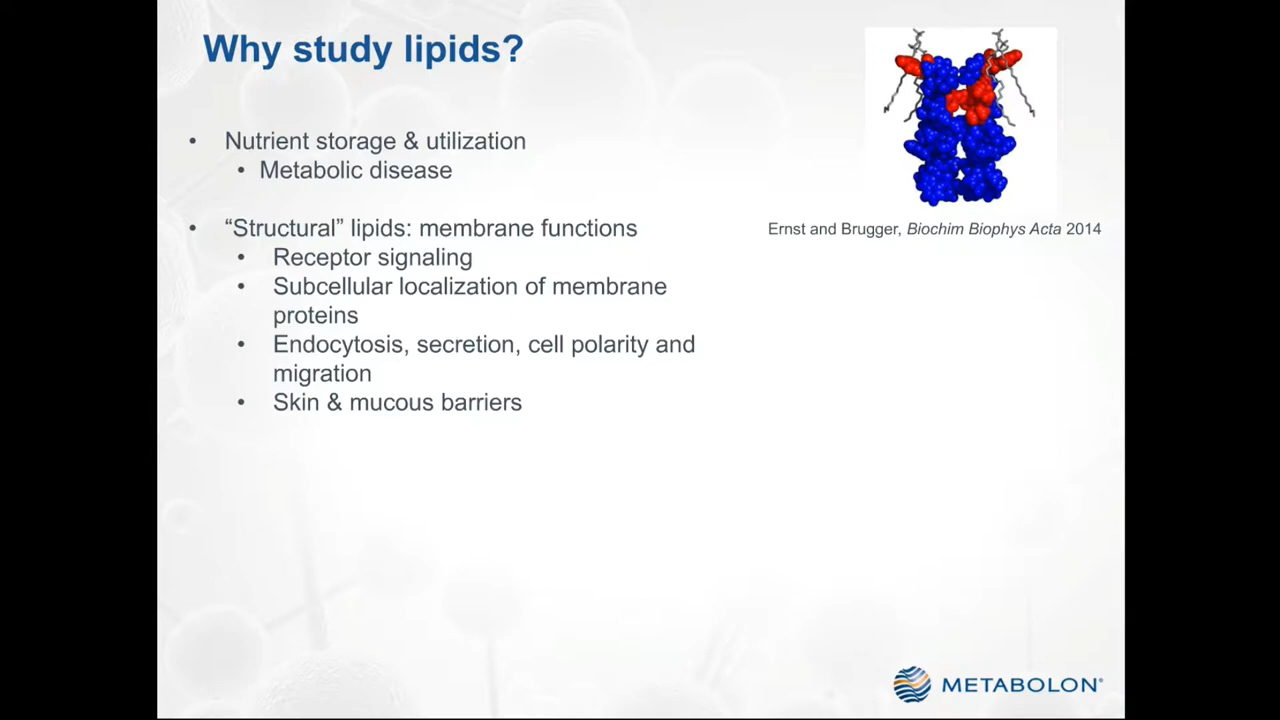 Why study lipids?
• Nutrient storage & utilization
• Metabolic disease
• “Structural” lipids: membrane functions
• Receptor signaling
• Subcellular localization of membrane
proteins
• Endocytosis, secretion, cell polarity and
migration
• Skin & mucous barriers
Ernst and Brugger, Biochim Biophys Acta 2014
METABOLON®